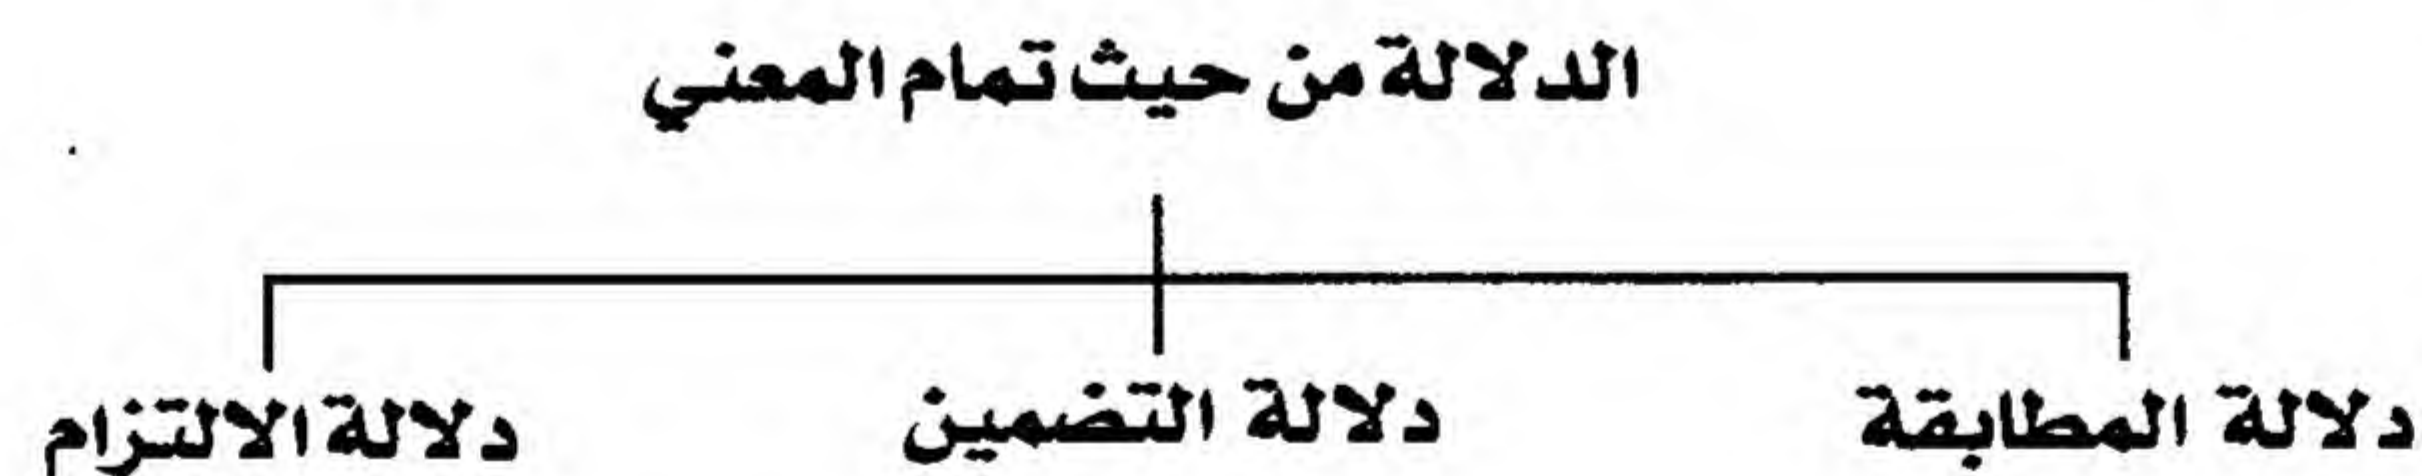 الدلالة من حيث تمام المعني
دلالة المطابقة دلالة التضمين دلالة الالتزام